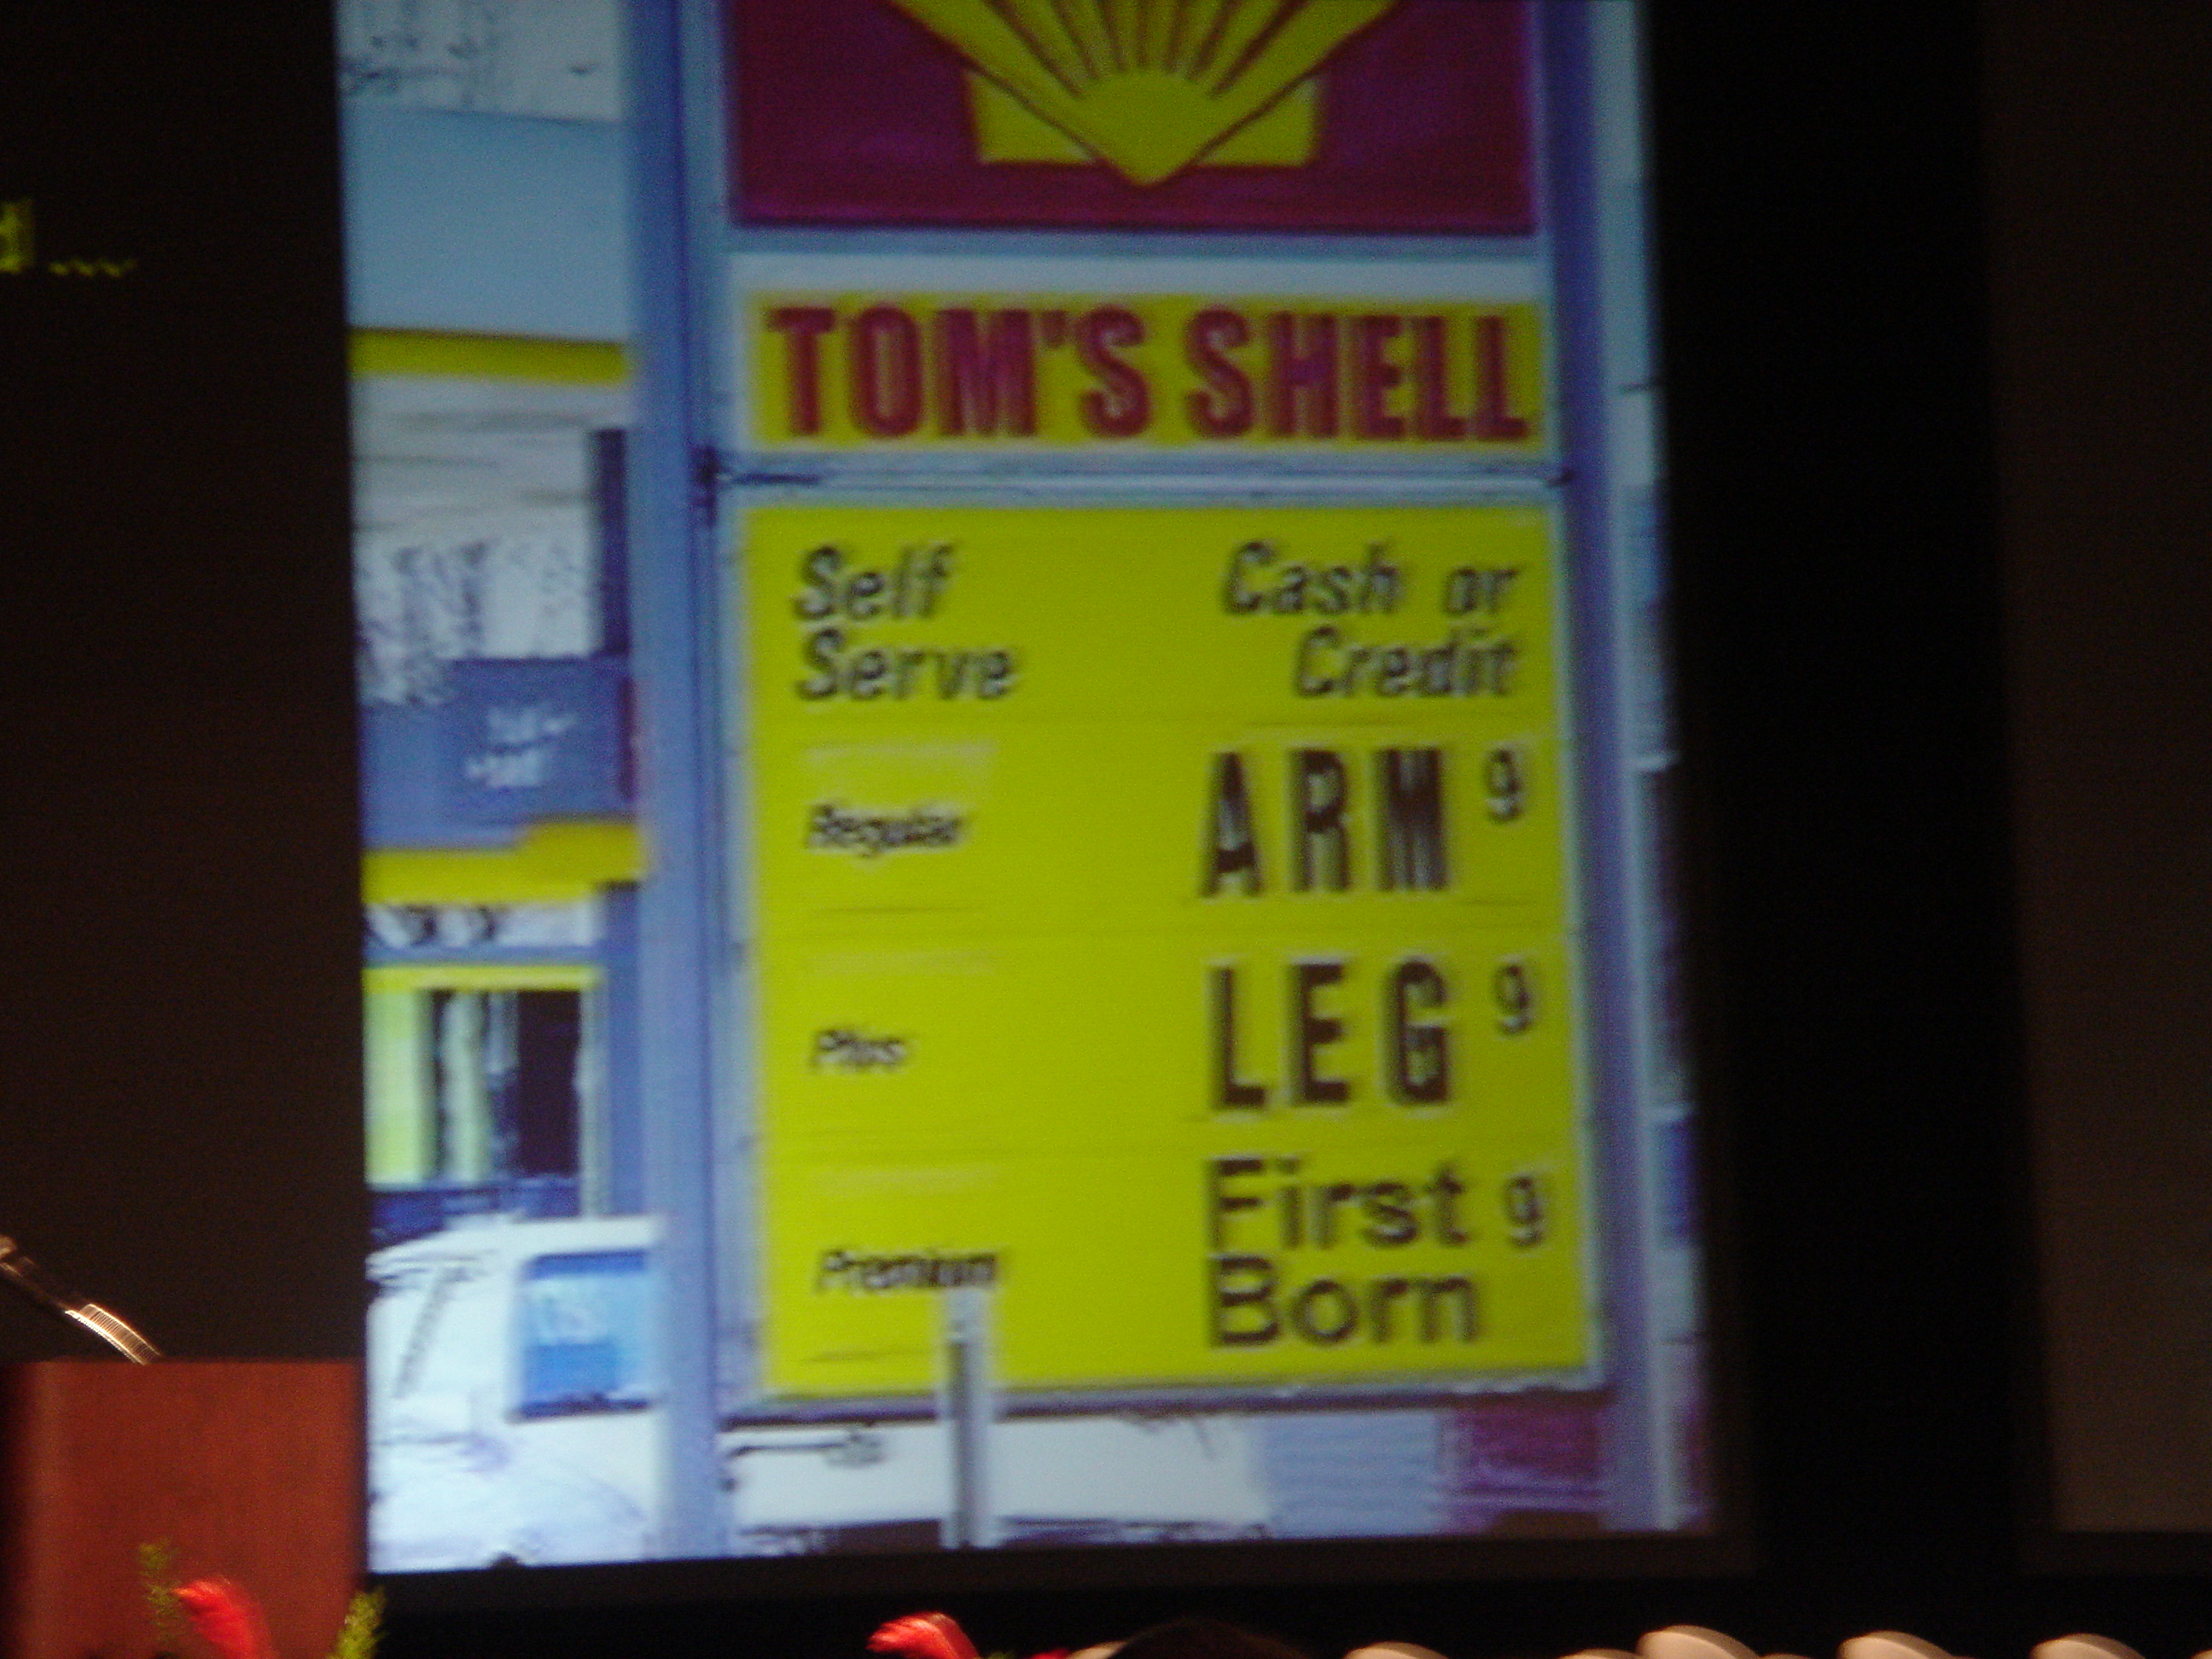 TOM'S SHELL
Self Serve
Cash or Credit
Regular ARM 9
Plus LEG 9
Premium First Born 9